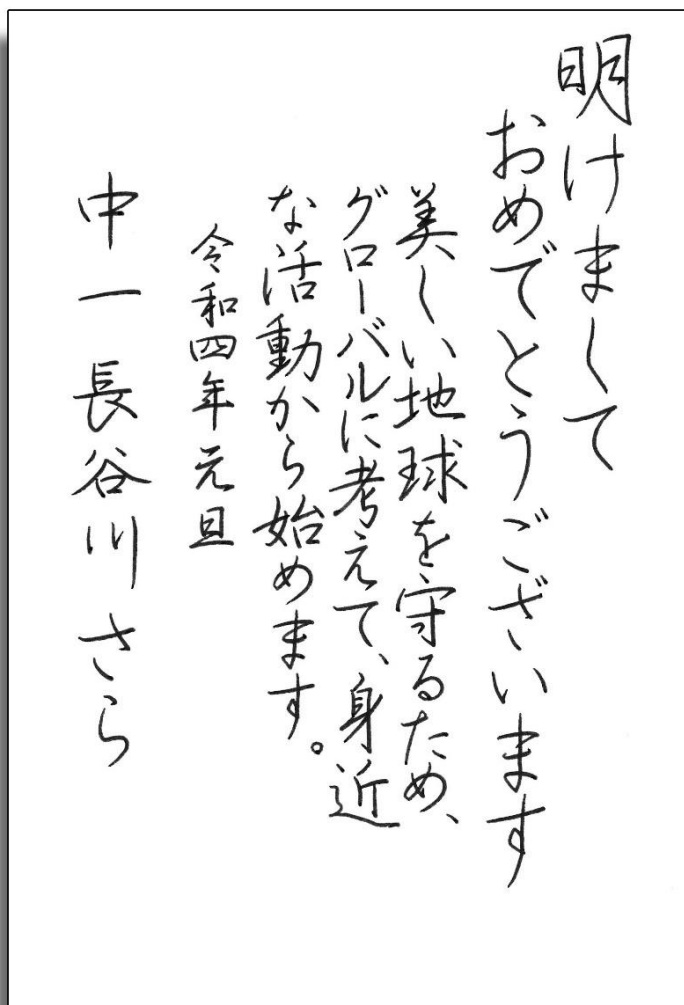 明けまして
おめでとうございます
美しい地球を守るため、
グローバルに考えて、身近
な活動から始めます。
令和四年元旦
中一 長谷川 さら